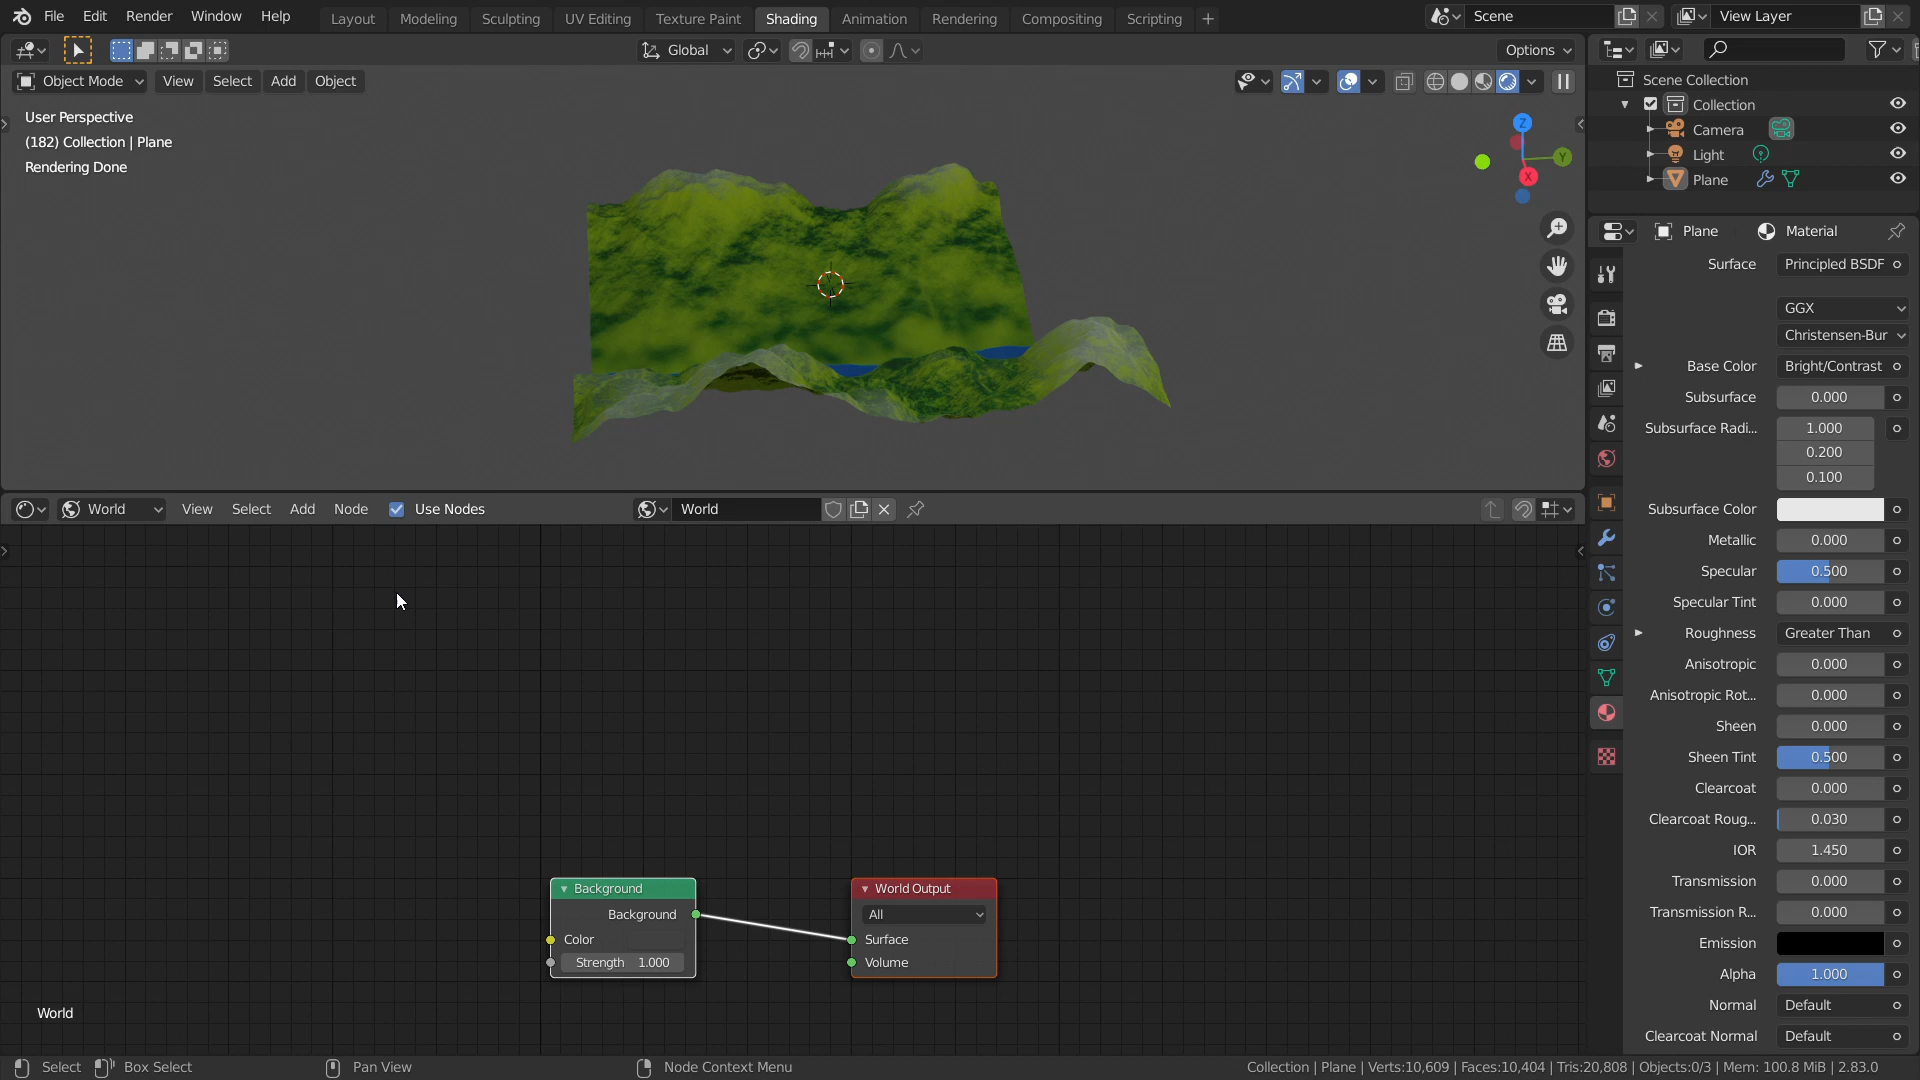 File Edit Render Window Help Layout Modeling Sculpting UV Editing Texture Paint Shading Animation Rendering Compositing Scripting + Scene View Layer
Global Options
Object Mode View Select Add Object
User Perspective
(182) Collection | Plane
Rendering Done
Z
Y
X
Scene Collection
Collection
Camera
Light
Plane
Plane Material
Surface Principled BSDF
GGX
Christensen-Bur
Base Color Bright/Contrast
Subsurface 0.000
Subsurface Radi... 1.000
0.200
0.100
Subsurface Color
Metallic 0.000
Specular 0.500
Specular Tint 0.000
Roughness Greater Than
Anisotropic 0.000
Anisotropic Rot... 0.000
Sheen 0.000
Sheen Tint 0.500
Clearcoat 0.000
Clearcoat Roug... 0.030
IOR 1.450
Transmission 0.000
Transmission R... 0.000
Emission
Alpha 1.000
Normal Default
Clearcoat Normal Default
World View Select Add Node Use Nodes World
Background
Background
Color
Strength 1.000
World Output
All
Surface
Volume
World
Select Box Select Pan View Node Context Menu Collection | Plane | Verts:10,609 | Faces:10,404 | Tris:20,808 | Objects:0/3 | Mem: 100.8 MiB | 2.83.0